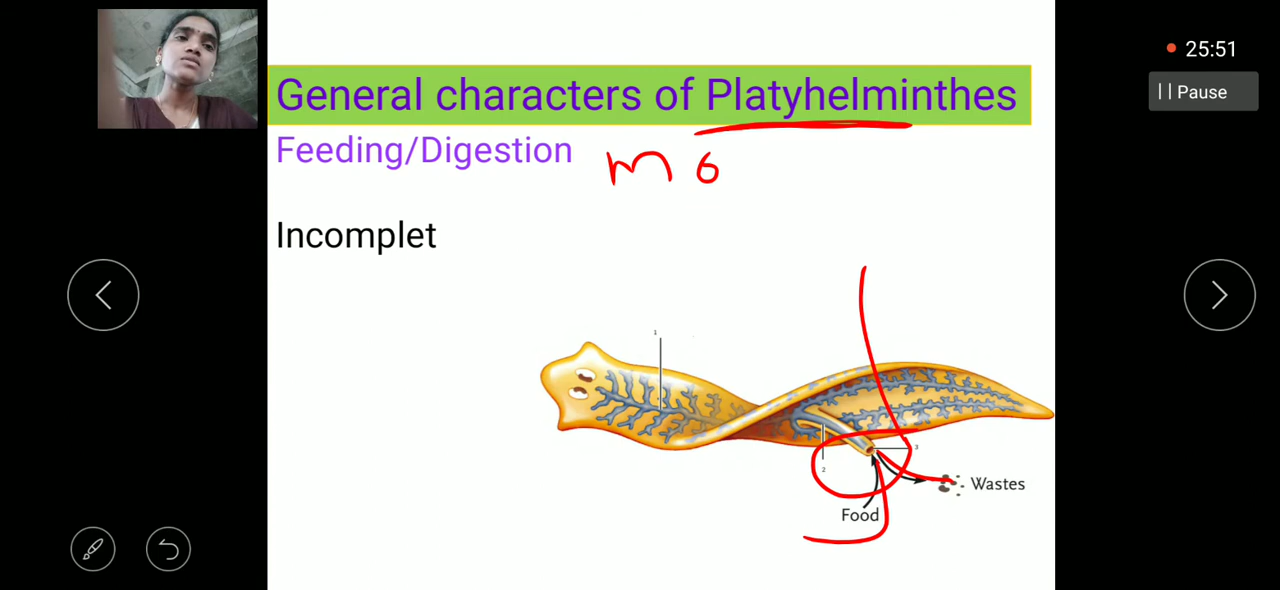 25:51
Pause
General characters of Platyhelminthes
Feeding/Digestion
m 6
Incomplet
1
2
3
Wastes
Food